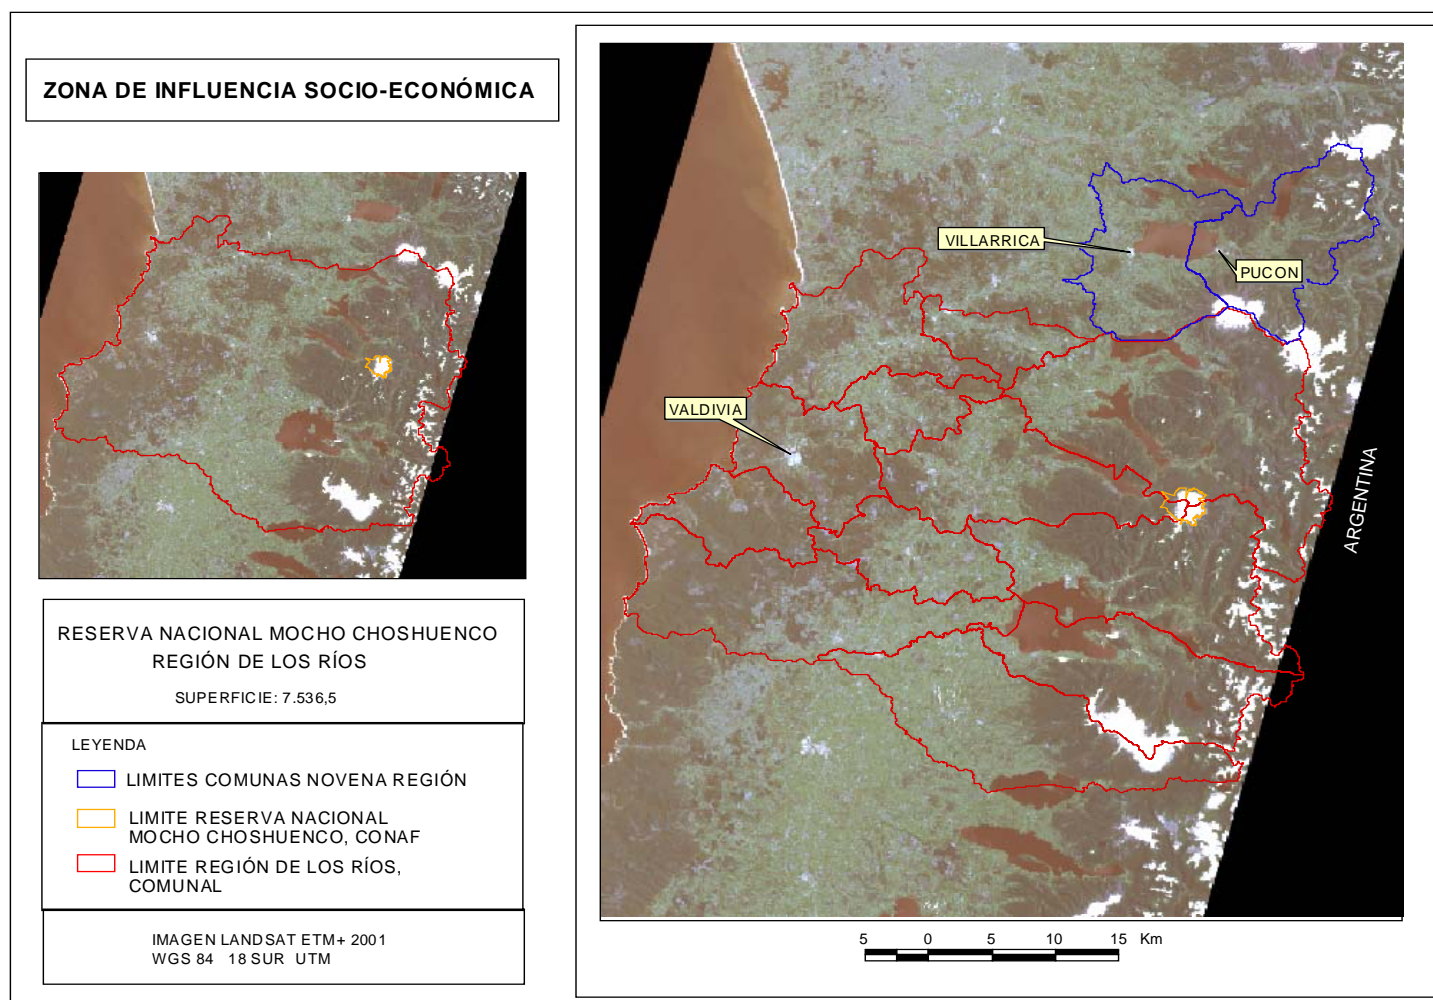 ZONA DE INFLUENCIA SOCIO-ECONÓMICA
RESERVA NACIONAL MOCHO CHOSHUENCO
REGIÓN DE LOS RÍOS
SUPERFICIE: 7.536,5
LEYENDA
LIMITES COMUNAS NOVENA REGIÓN
LIMITE RESERVA NACIONAL
MOCHO CHOSHUENCO, CONAF
LIMITE REGIÓN DE LOS RÍOS,
COMUNAL
IMAGEN LANDSAT ETM+ 2001
WGS 84 18 SUR UTM
VILLARRICA
PUCON
VALDIVIA
ARGENTINA
5 0 5 10 15 Km